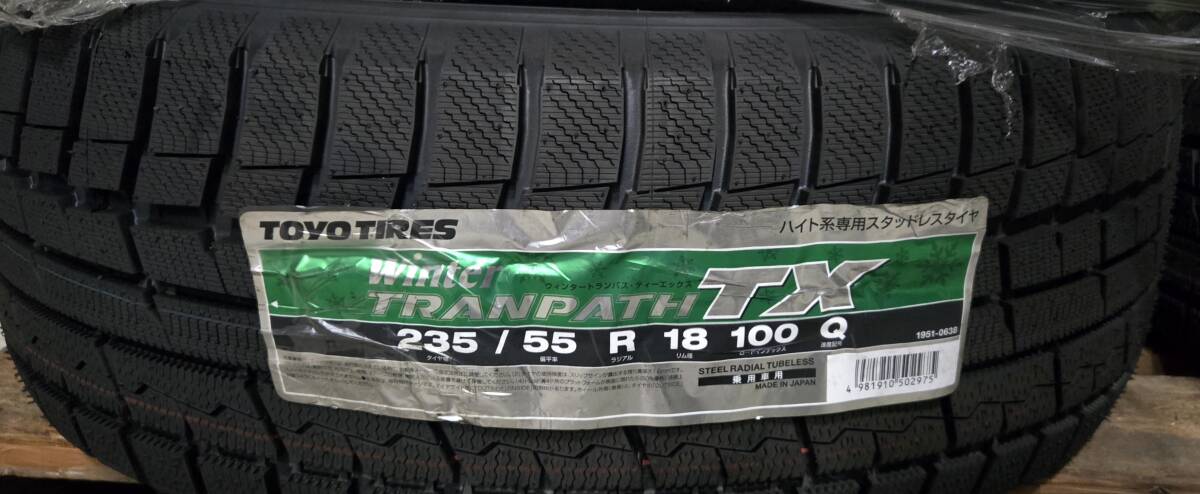 TOYO TIRES
ハイト系専用スタッドレスタイヤ
Winter
ウィンタートランパス・ティーエックス
TRANPATH TX
235 / 55 R 18 100 Q
タイヤ幅 偏平率 ラジアル リム径 ロードインデックス 速度記号
1951-0638
STEEL RADIAL TUBELESS
乗用車用
MADE IN JAPAN
4 981910 502975